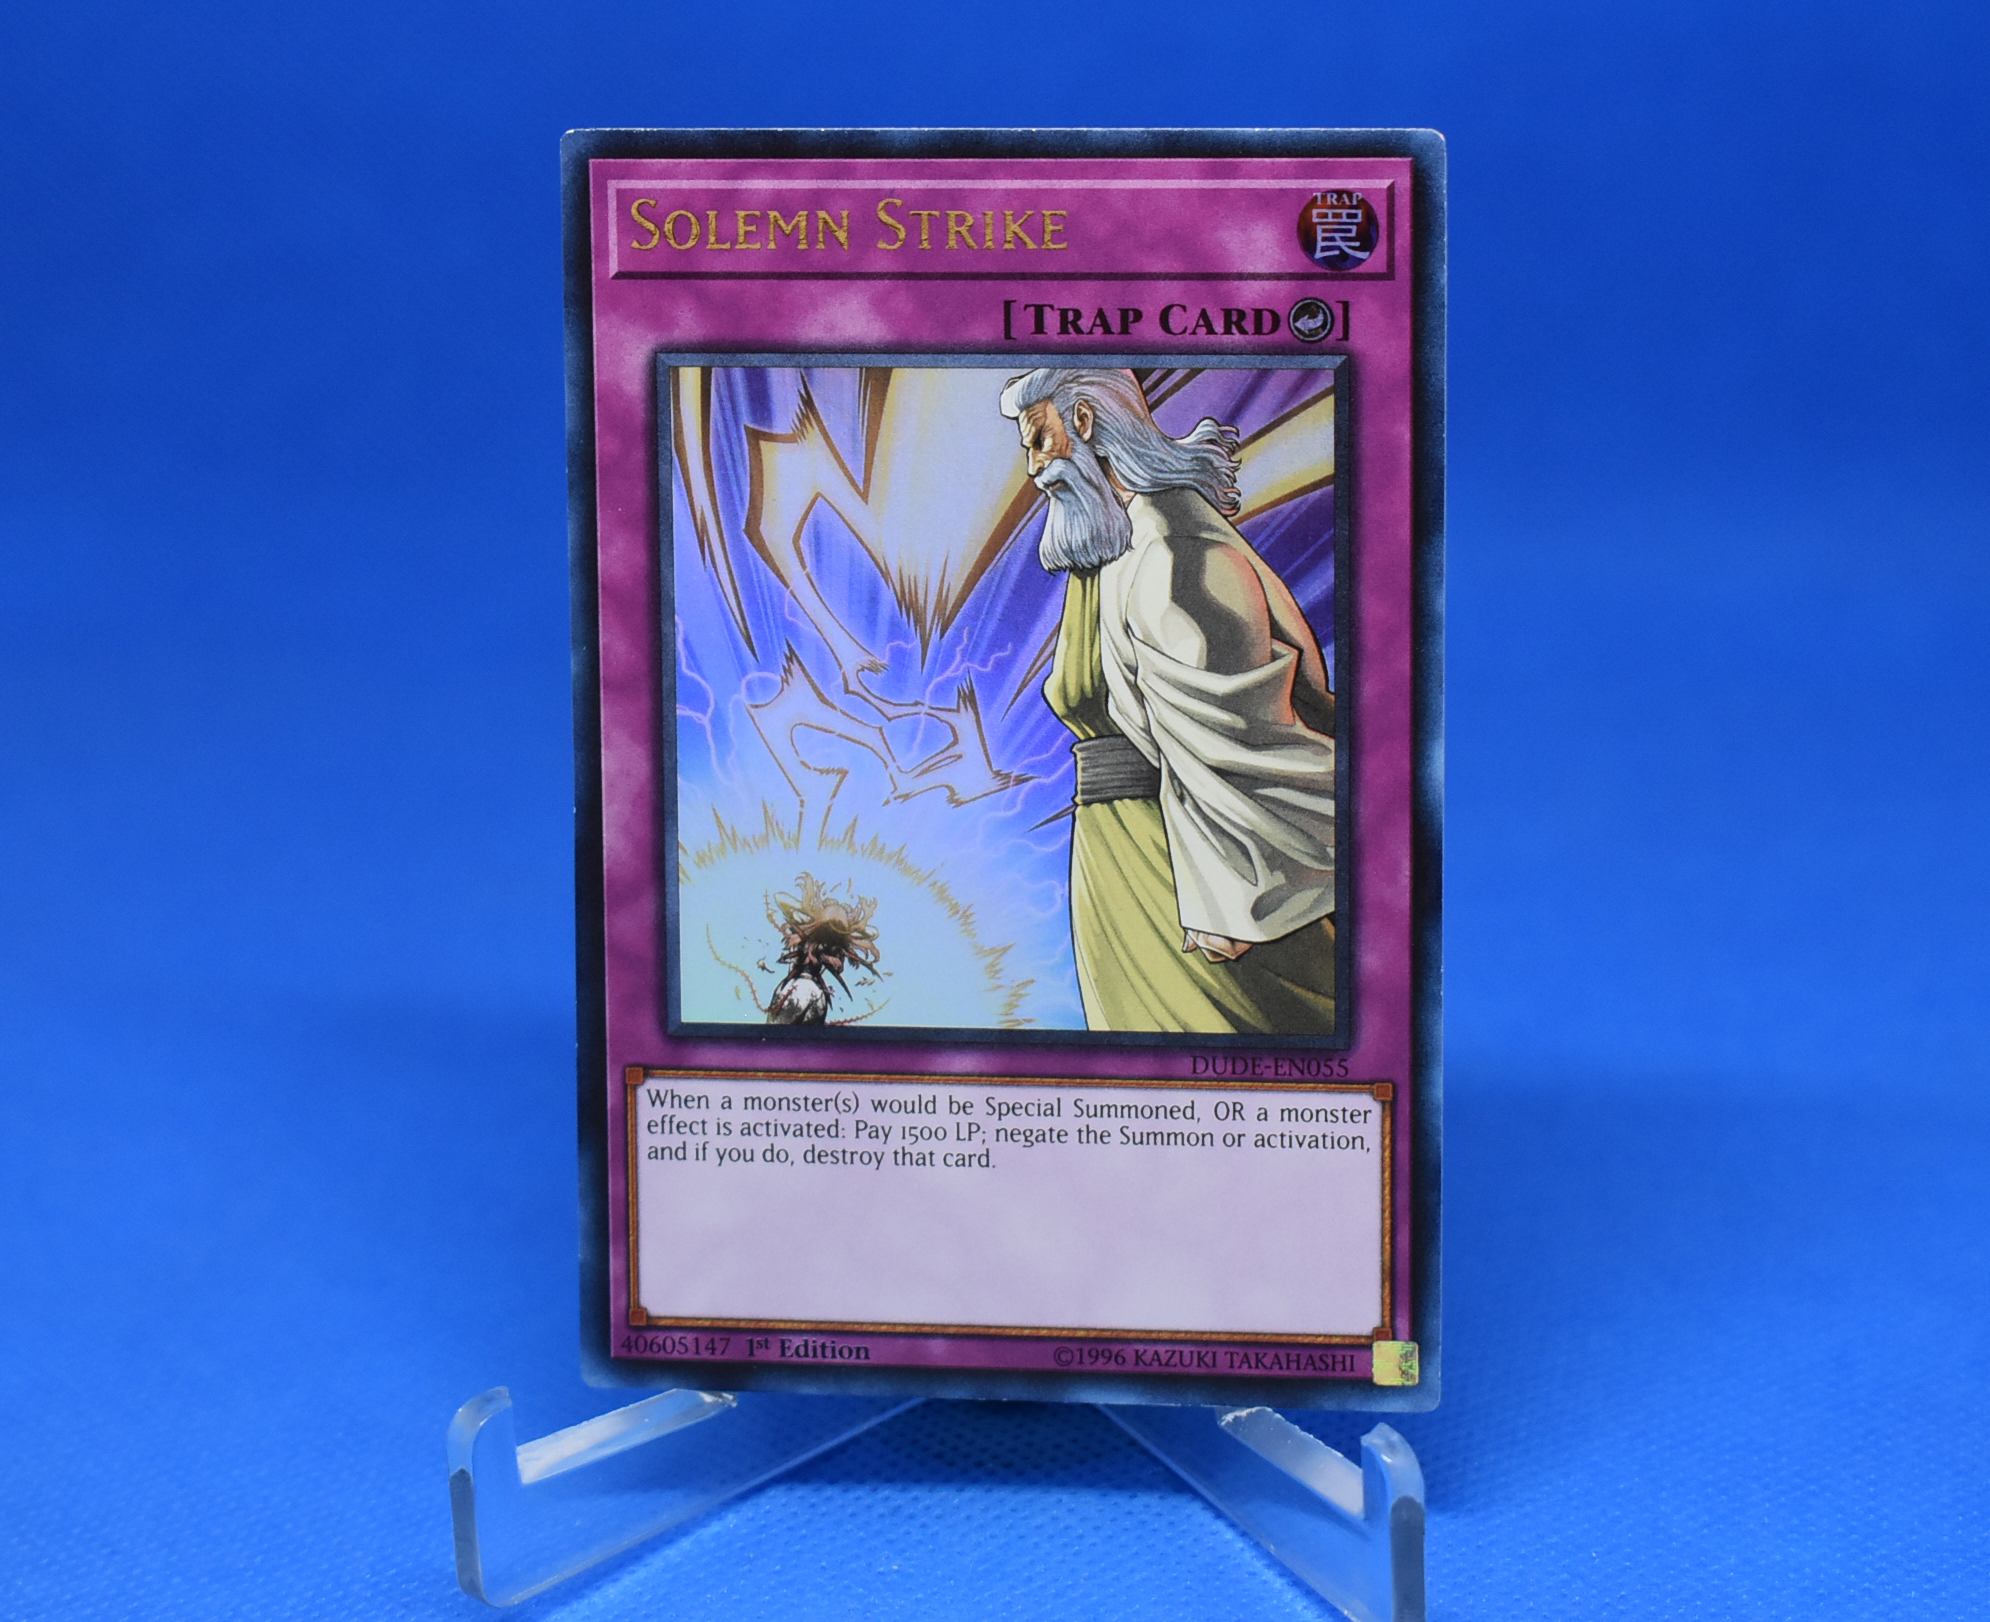 SOLEMN STRIKE
TRAP
罠
[TRAP CARD]
DUDE-EN055
When a monster(s) would be Special Summoned, OR a monster
effect is activated: Pay 1500 LP; negate the Summon or activation,
and if you do, destroy that card.
40605147 1st Edition ©1996 KAZUKI TAKAHASHI